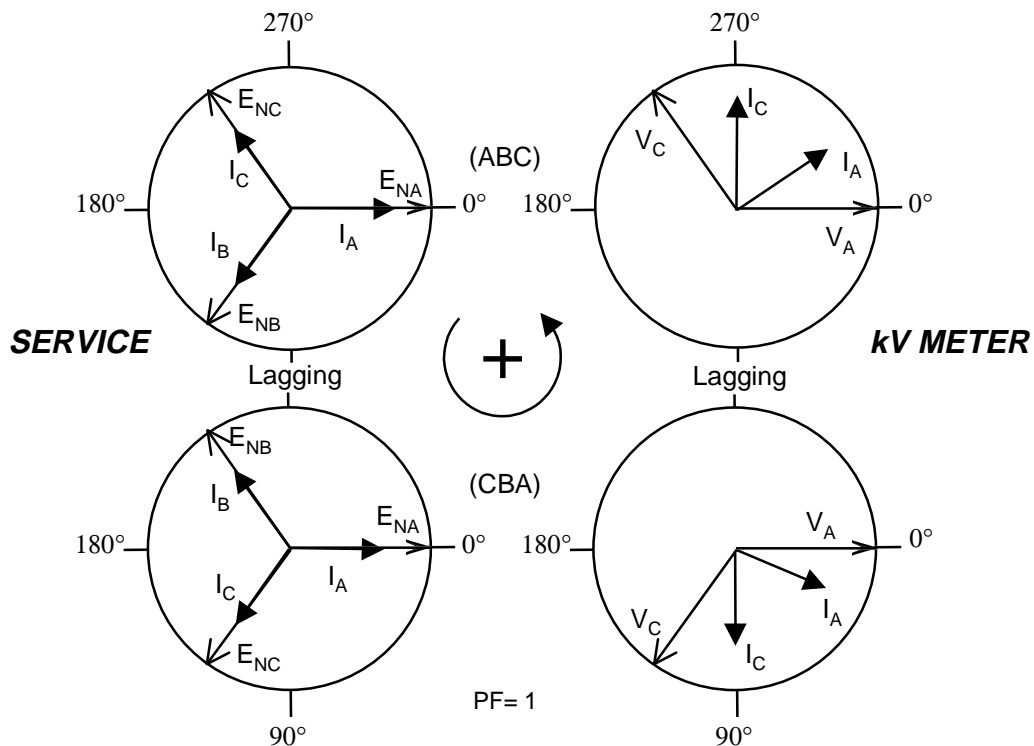 270°
270°
E_NC
I_C
V_C
I_C
(ABC)
I_A
E_NA
180°
0°
180°
0°
I_B
I_A
V_A
E_NB
SERVICE
+
kV METER
Lagging
Lagging
E_NB
I_B
(CBA)
E_NA
V_A
180°
0°
180°
0°
I_C
I_A
I_A
V_C
E_NC
I_C
PF= 1
90°
90°